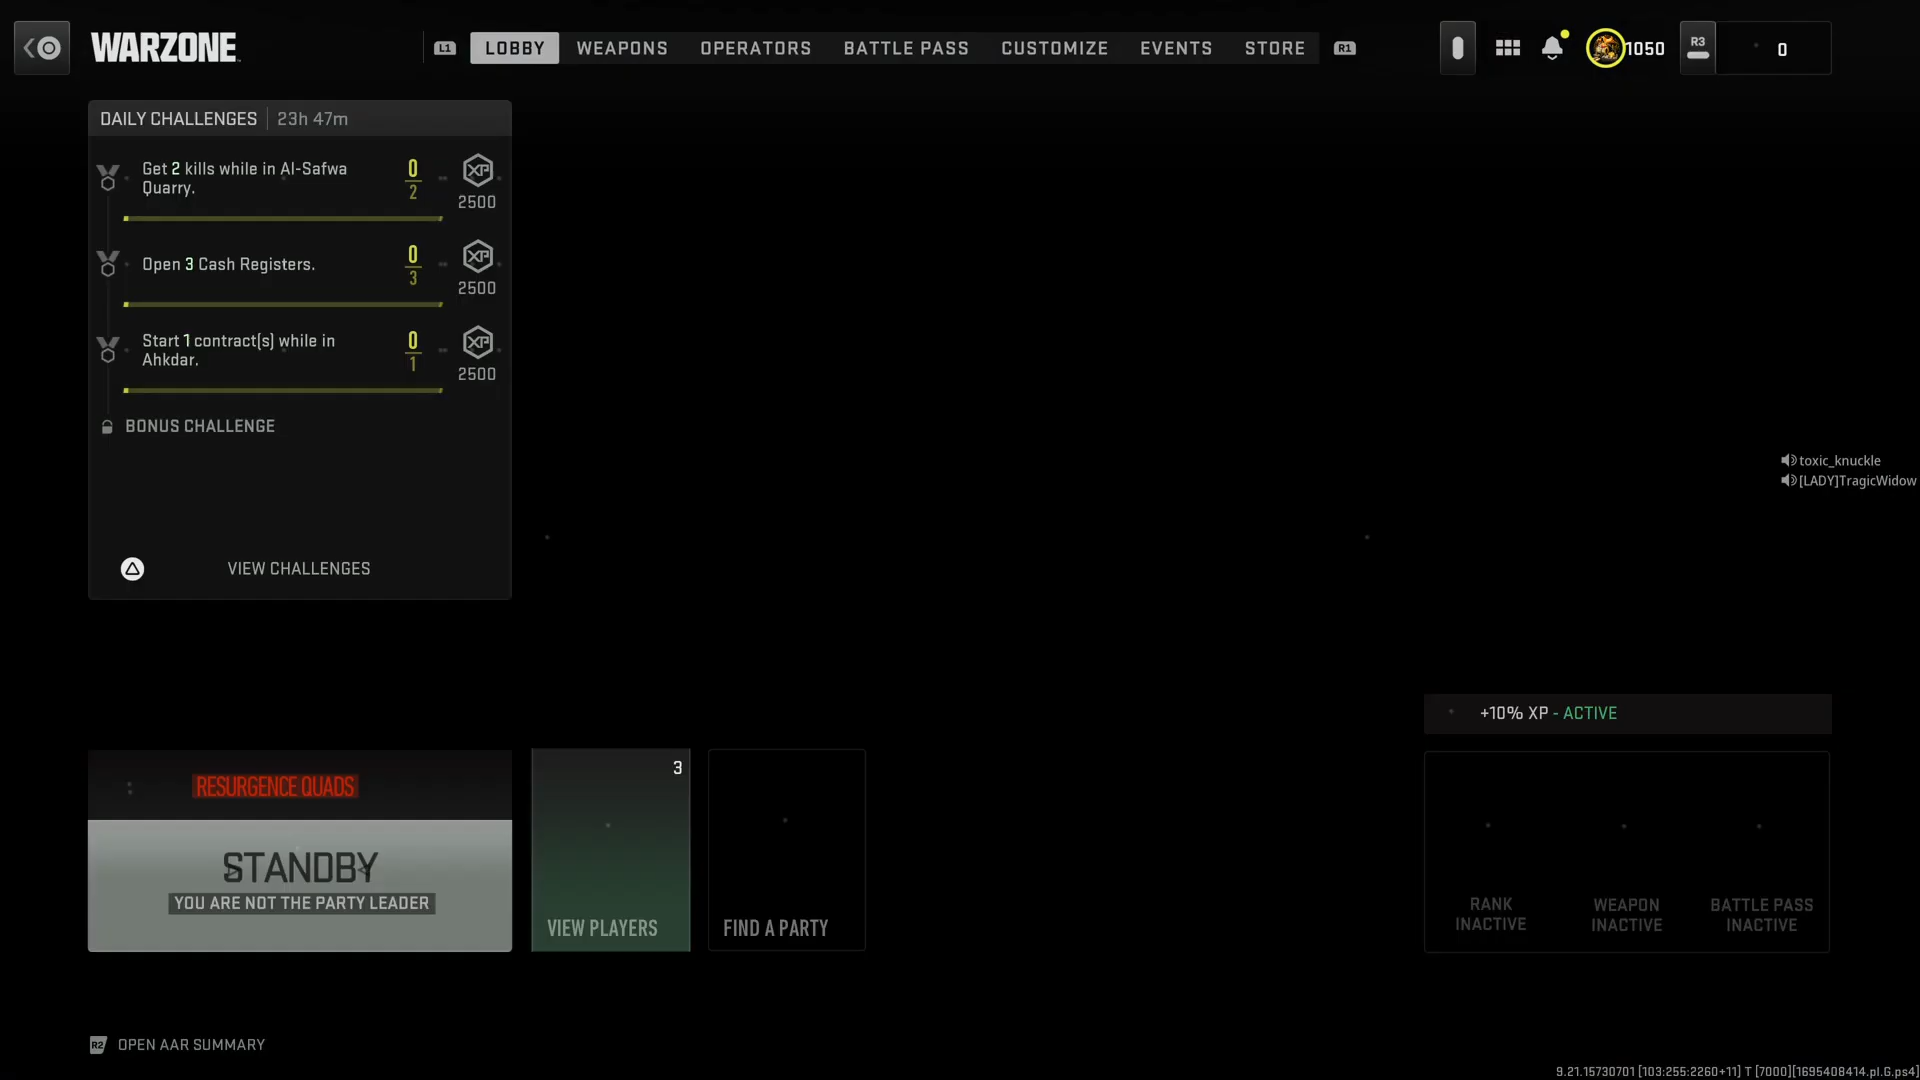 WARZONE
L1 LOBBY WEAPONS OPERATORS BATTLE PASS CUSTOMIZE EVENTS STORE R1
1050
R3
0
DAILY CHALLENGES 23h 47m
Get 2 kills while in Al-Safwa
Quarry.
0
2
XP
2500
Open 3 Cash Registers.
0
3
XP
2500
Start 1 contract(s) while in
Ahkdar.
0
1
XP
2500
BONUS CHALLENGE
VIEW CHALLENGES
toxic_knuckle
[LADY]TragicWidow
+10% XP - ACTIVE
RESURGENCE QUADS
STANDBY
YOU ARE NOT THE PARTY LEADER
3
VIEW PLAYERS
FIND A PARTY
RANK
INACTIVE
WEAPON
INACTIVE
BATTLE PASS
INACTIVE
R2 OPEN AAR SUMMARY
9.21.15730701 [103:255:2260+11] T [7000][1695408414.pl.G.ps4]